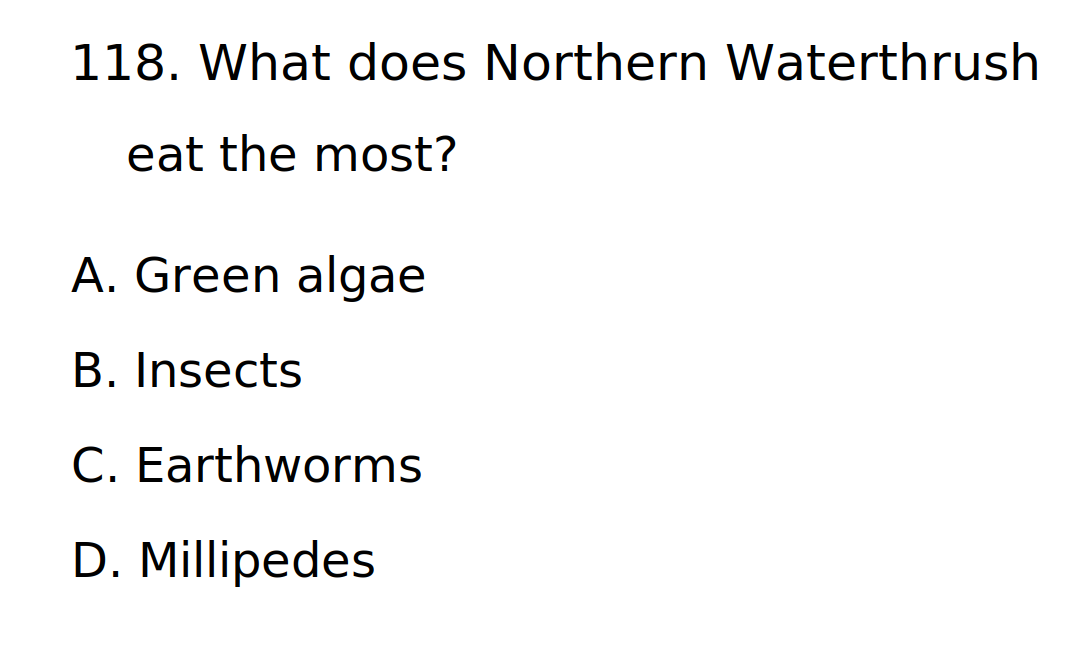 118. What does Northern Waterthrush
eat the most?
A. Green algae
B. Insects
C. Earthworms
D. Millipedes